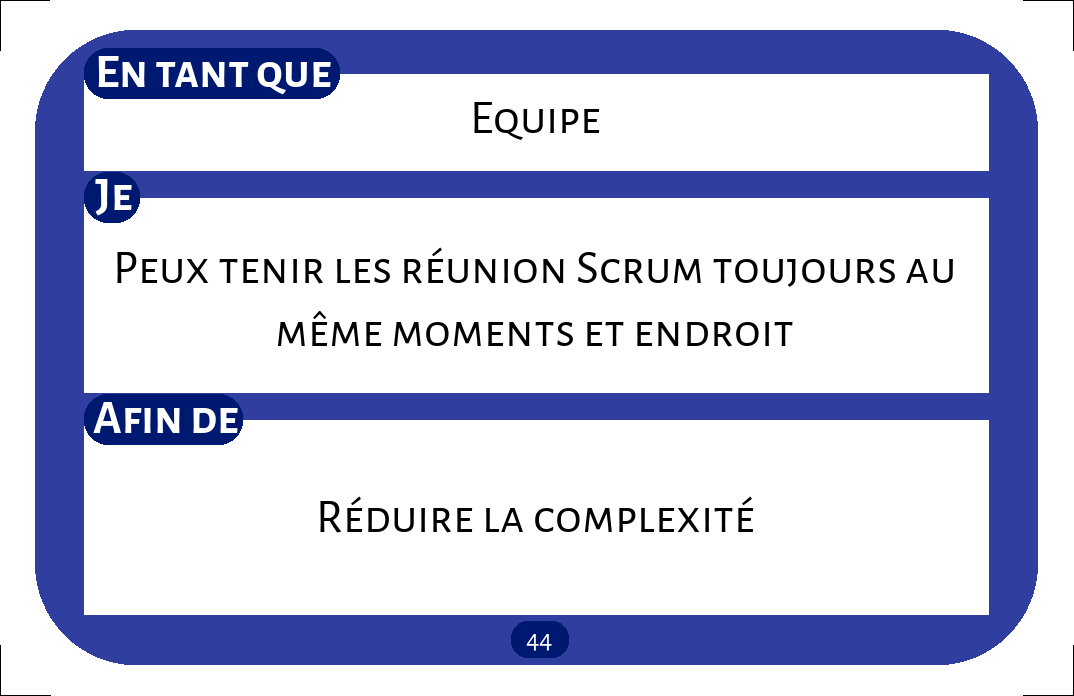 En tant que
Equipe
Je
Peux tenir les réunion Scrum toujours au
même moments et endroit
Afin de
Réduire la complexité
44